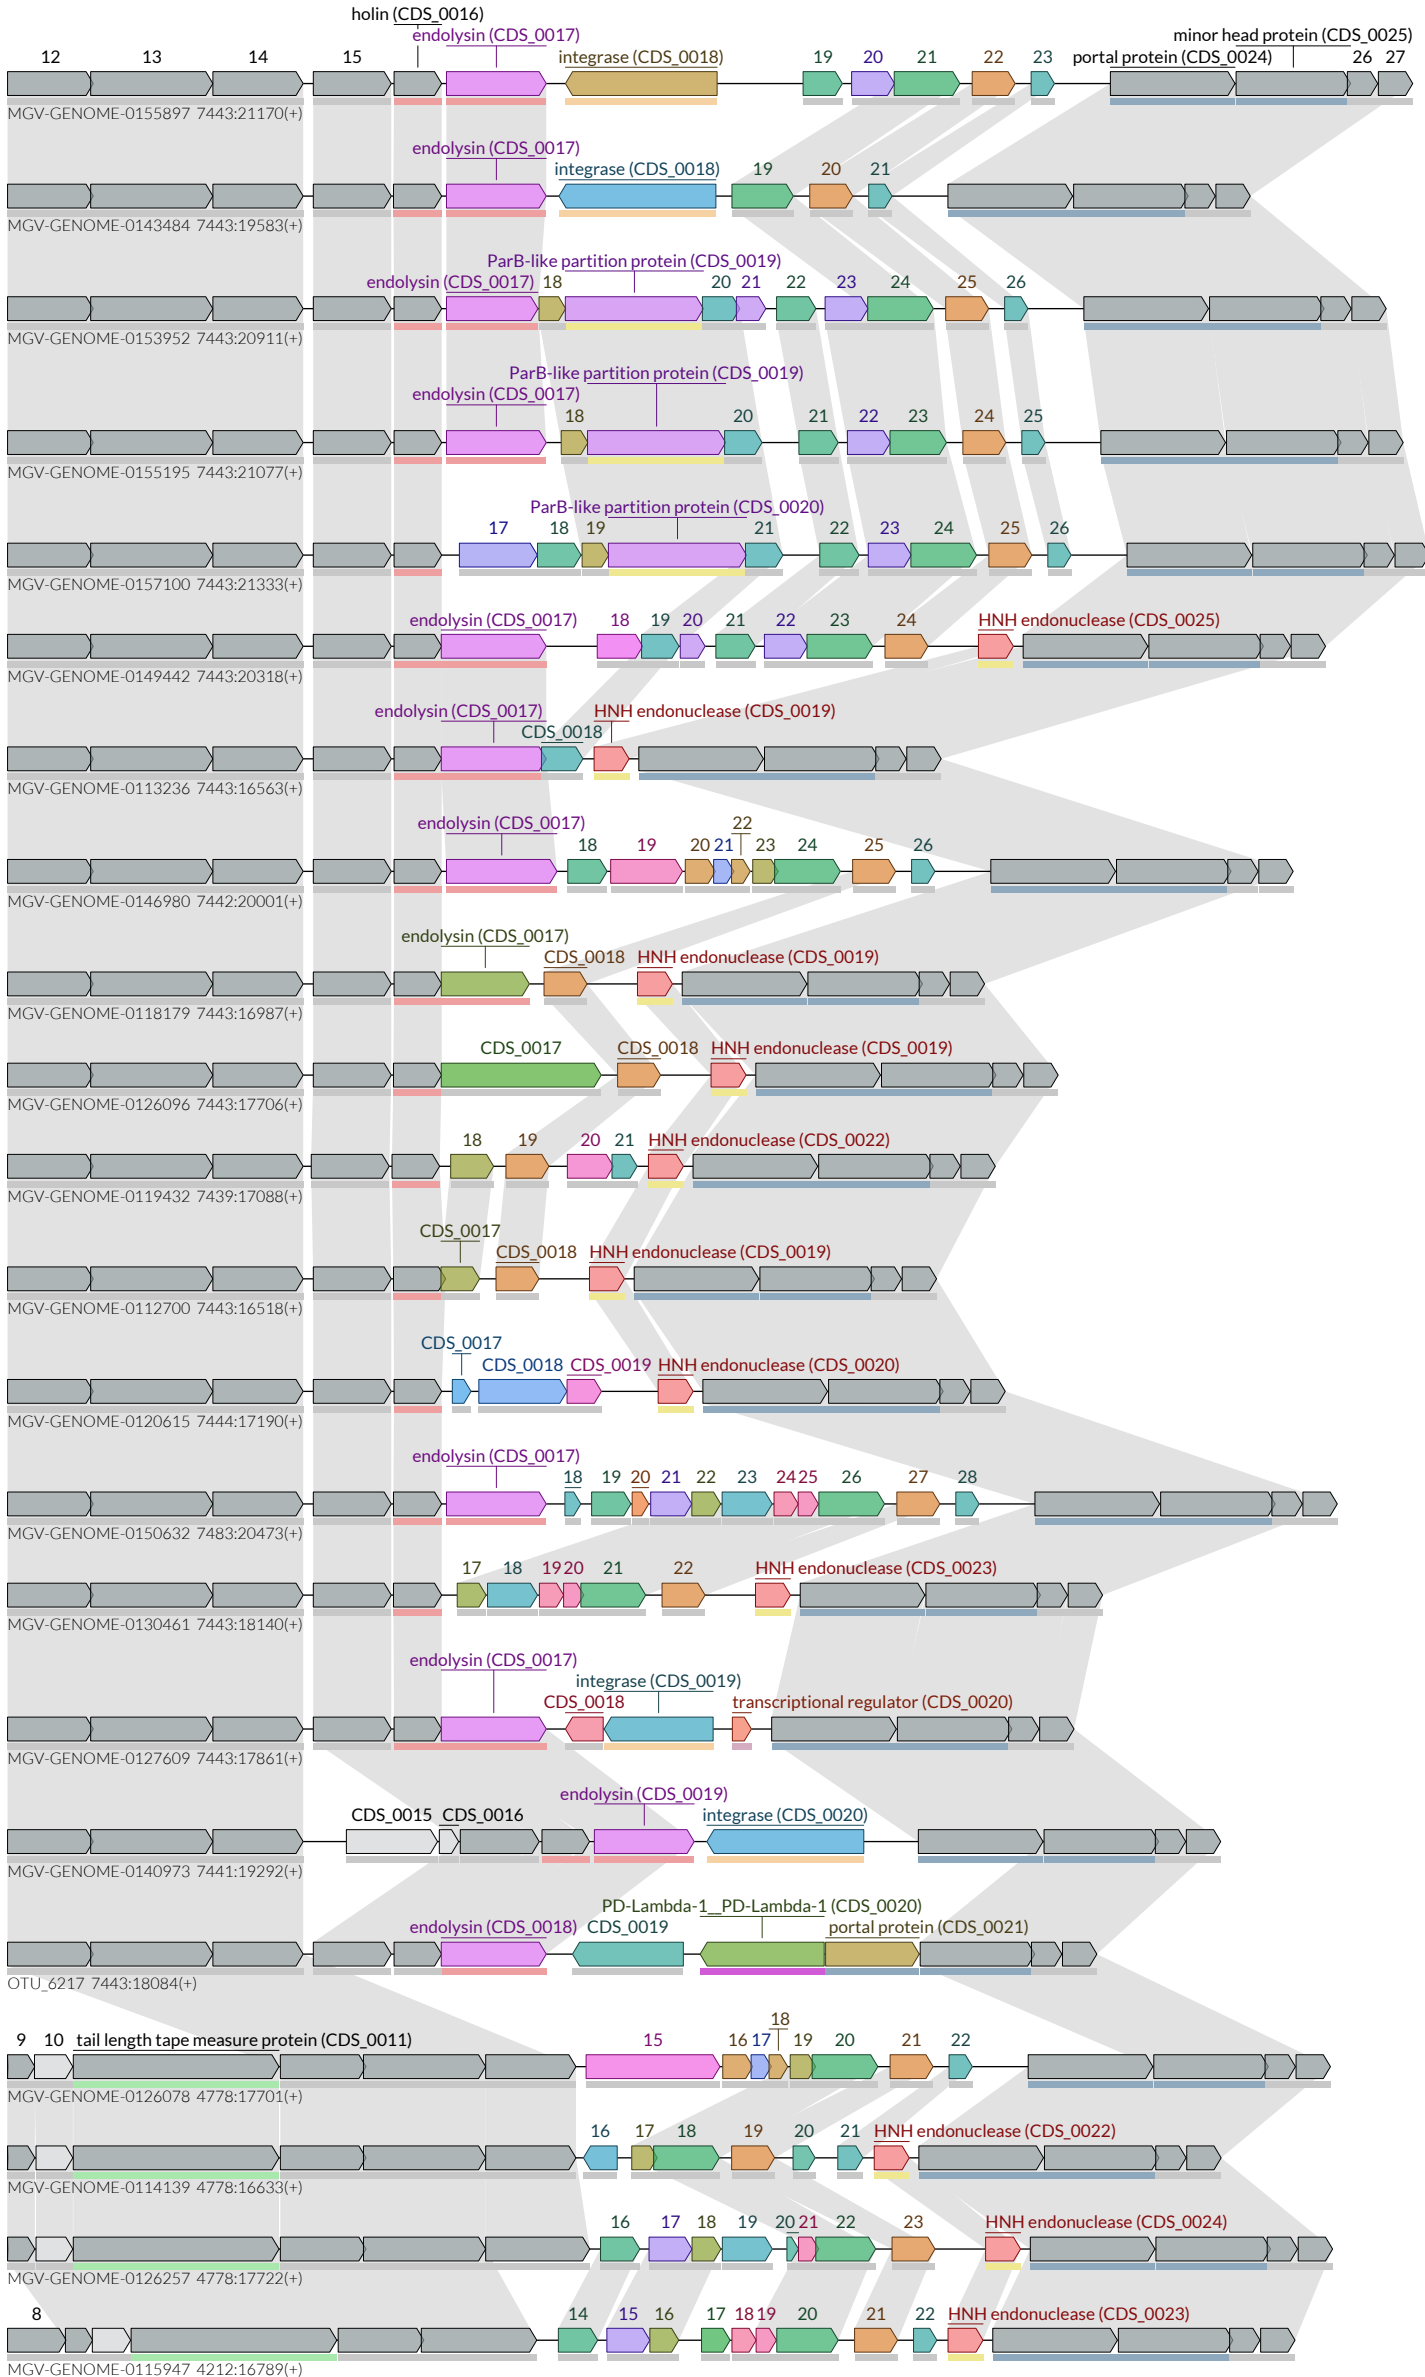 holin (CDS_0016)
endolysin (CDS_0017) minor head protein (CDS_0025)
12 13 14 15 integrase (CDS_0018) 19 20 21 22 23 portal protein (CDS_0024) 26 27
MGV-GENOME-0155897 7443:21170(+)
endolysin (CDS_0017)
integrase (CDS_0018) 19 20 21
MGV-GENOME-0143484 7443:19583(+)
ParB-like partition protein (CDS_0019)
endolysin (CDS_0017) 18 20 21 22 23 24 25 26
MGV-GENOME-0153952 7443:20911(+)
ParB-like partition protein (CDS_0019)
endolysin (CDS_0017)
18 20 21 22 23 24 25
MGV-GENOME-0155195 7443:21077(+)
ParB-like partition protein (CDS_0020)
17 18 19 21 22 23 24 25 26
MGV-GENOME-0157100 7443:21333(+)
endolysin (CDS_0017) 18 19 20 21 22 23 24 HNH endonuclease (CDS_0025)
MGV-GENOME-0149442 7443:20318(+)
endolysin (CDS_0017) HNH endonuclease (CDS_0019)
CDS_0018
MGV-GENOME-0113236 7443:16563(+)
endolysin (CDS_0017) 22
18 19 20 21 23 24 25 26
MGV-GENOME-0146980 7442:20001(+)
endolysin (CDS_0017)
CDS_0018 HNH endonuclease (CDS_0019)
MGV-GENOME-0118179 7443:16987(+)
CDS_0017 CDS_0018 HNH endonuclease (CDS_0019)
MGV-GENOME-0126096 7443:17706(+)
18 19 20 21 HNH endonuclease (CDS_0022)
MGV-GENOME-0119432 7439:17088(+)
CDS_0017
CDS_0018 HNH endonuclease (CDS_0019)
MGV-GENOME-0112700 7443:16518(+)
CDS_0017
CDS_0018 CDS_0019 HNH endonuclease (CDS_0020)
MGV-GENOME-0120615 7444:17190(+)
endolysin (CDS_0017)
18 19 20 21 22 23 24 25 26 27 28
MGV-GENOME-0150632 7483:20473(+)
17 18 19 20 21 22 HNH endonuclease (CDS_0023)
MGV-GENOME-0130461 7443:18140(+)
endolysin (CDS_0017)
integrase (CDS_0019)
CDS_0018 transcriptional regulator (CDS_0020)
MGV-GENOME-0127609 7443:17861(+)
endolysin (CDS_0019)
CDS_0015 CDS_0016 integrase (CDS_0020)
MGV-GENOME-0140973 7441:19292(+)
PD-Lambda-1__PD-Lambda-1 (CDS_0020)
endolysin (CDS_0018) CDS_0019 portal protein (CDS_0021)
OTU_6217 7443:18084(+)
18
9 10 tail length tape measure protein (CDS_0011) 15 16 17 19 20 21 22
MGV-GENOME-0126078 4778:17701(+)
16 17 18 19 20 21 HNH endonuclease (CDS_0022)
MGV-GENOME-0114139 4778:16633(+)
16 17 18 19 20 21 22 23 HNH endonuclease (CDS_0024)
MGV-GENOME-0126257 4778:17722(+)
8 14 15 16 17 18 19 20 21 22 HNH endonuclease (CDS_0023)
MGV-GENOME-0115947 4212:16789(+)